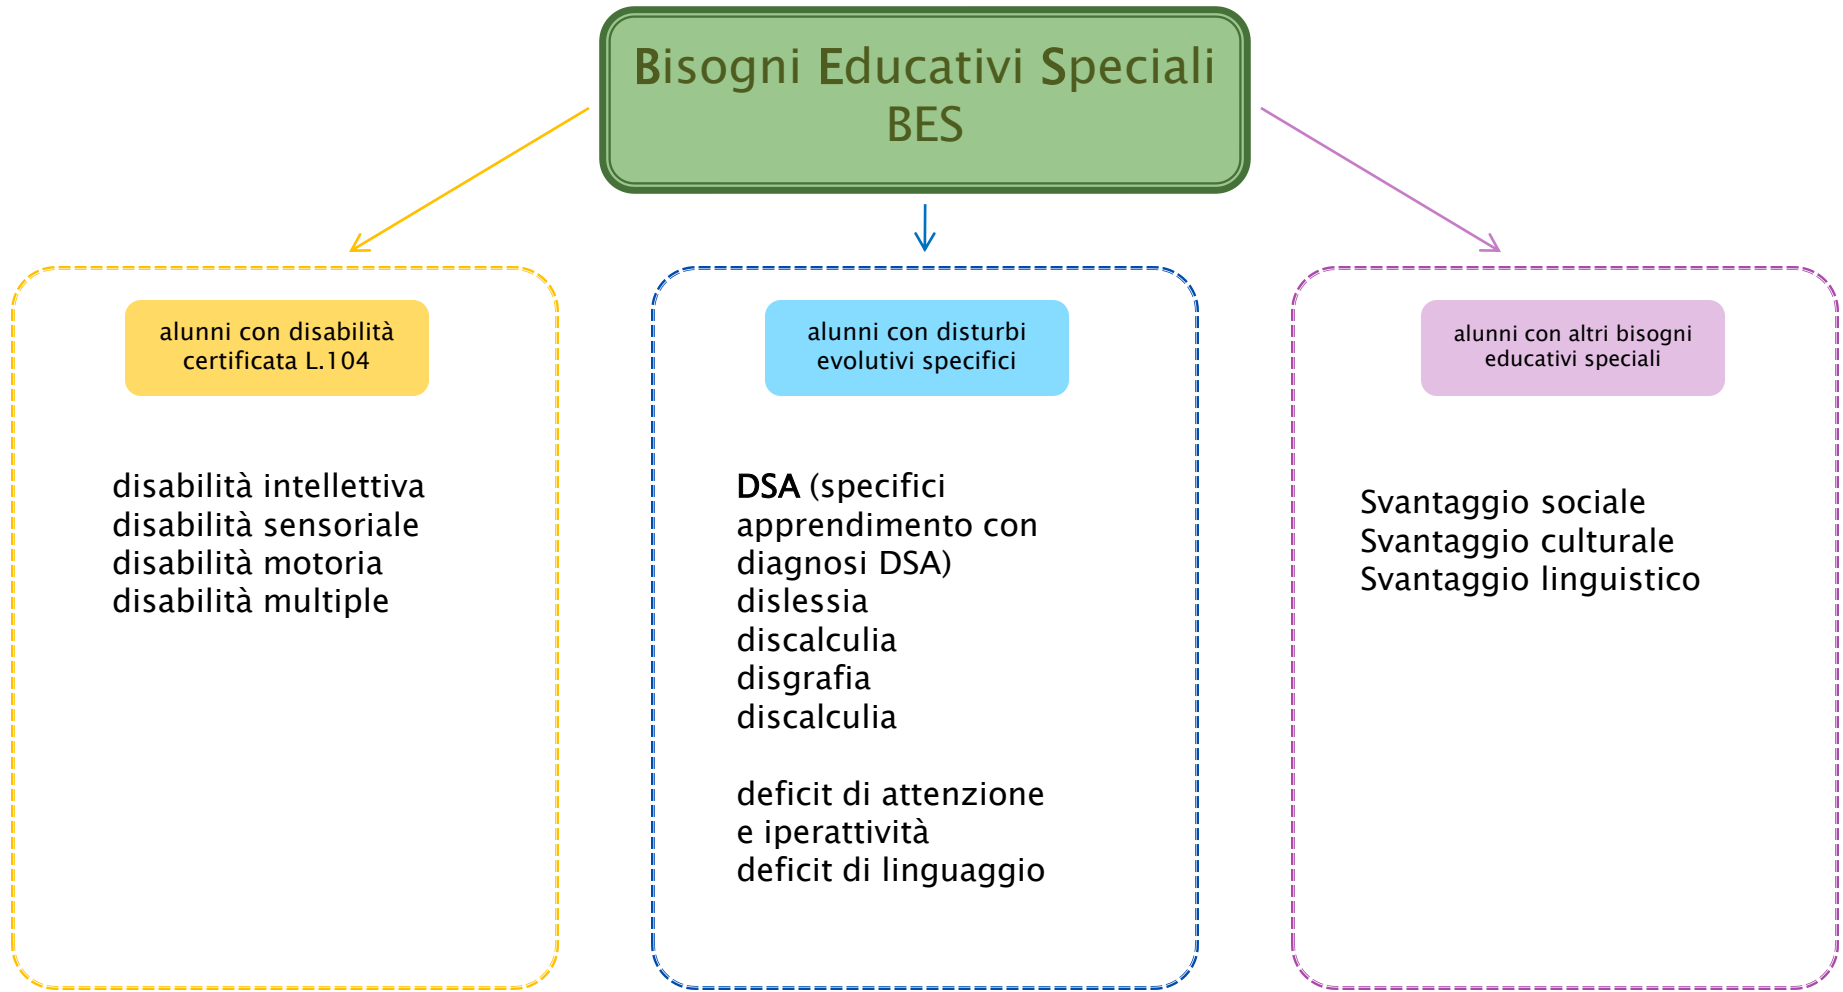 Bisogni Educativi Speciali
BES
alunni con disabilità
certificata L.104
disabilità intellettiva
disabilità sensoriale
disabilità motoria
disabilità multiple
alunni con disturbi
evolutivi specifici
DSA (specifici
apprendimento con
diagnosi DSA)
dislessia
discalculia
disgrafia
discalculia
deficit di attenzione
e iperattività
deficit di linguaggio
alunni con altri bisogni
educativi speciali
Svantaggio sociale
Svantaggio culturale
Svantaggio linguistico